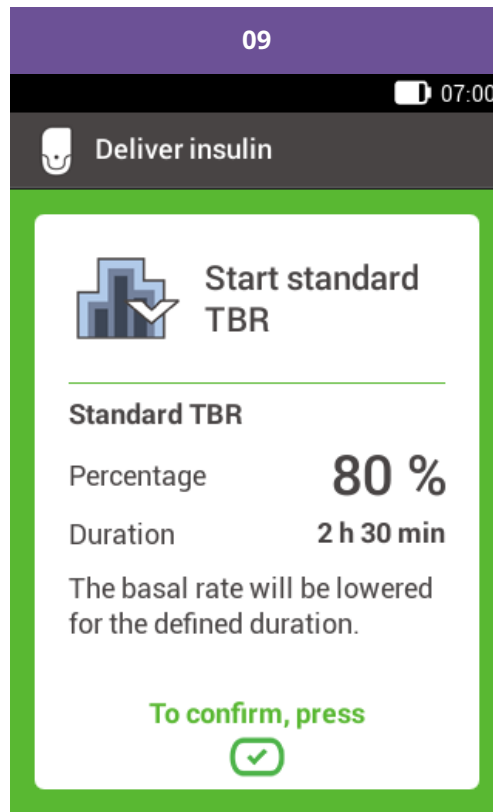 09
07:00
Deliver insulin
Start standard
TBR
Standard TBR
Percentage 80 %
Duration 2 h 30 min
The basal rate will be lowered
for the defined duration.
To confirm, press